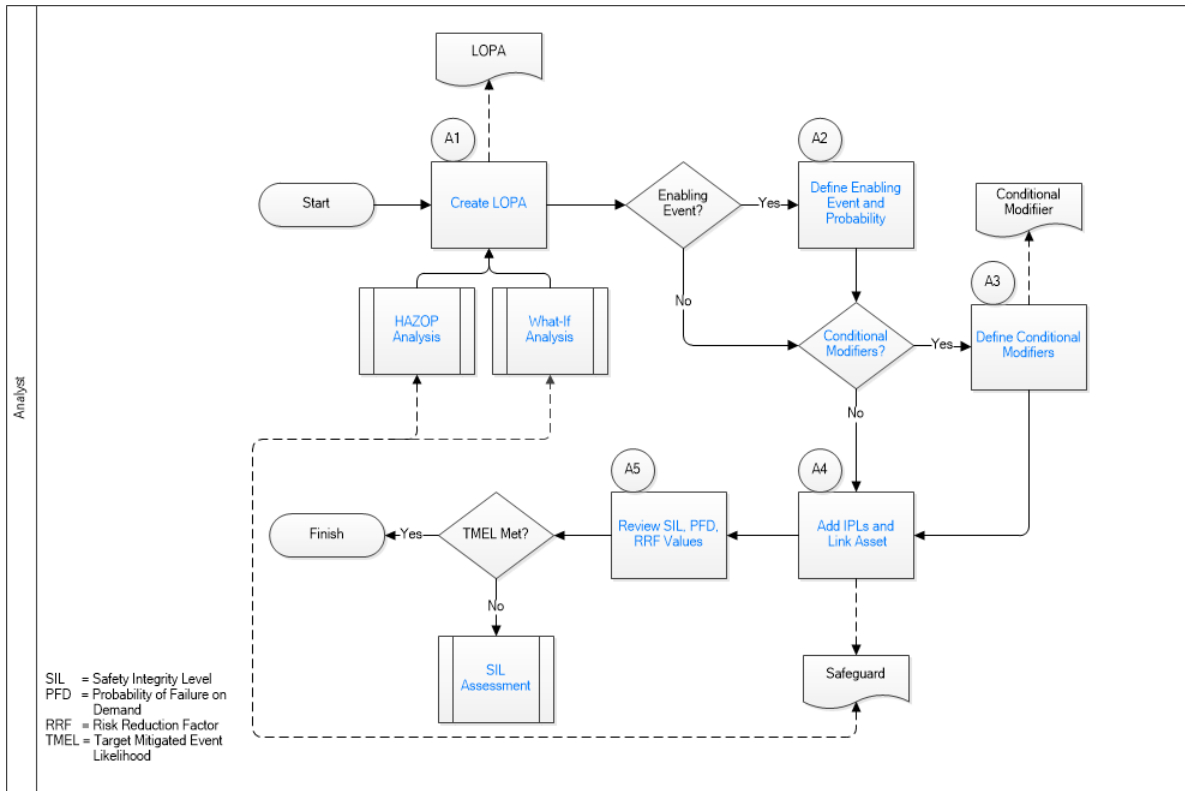 Analyst
LOPA
A1
A2
Start
Create LOPA
Enabling
Event?
Yes
Define Enabling
Event and
Probability
Conditional
Modifiier
A3
No
HAZOP
Analysis
What-If
Analysis
Conditional
Modifiers?
Yes
Define Conditional
Modifiers
No
A5
A4
Finish
Yes
TMEL Met?
Review SIL, PFD,
RRF Values
Add IPLs and
Link Asset
No
SIL
Assessment
Safeguard
SIL = Safety Integrity Level
PFD = Probability of Failure on
Demand
RRF = Risk Reduction Factor
TMEL = Target Mitigated Event
Likelihood